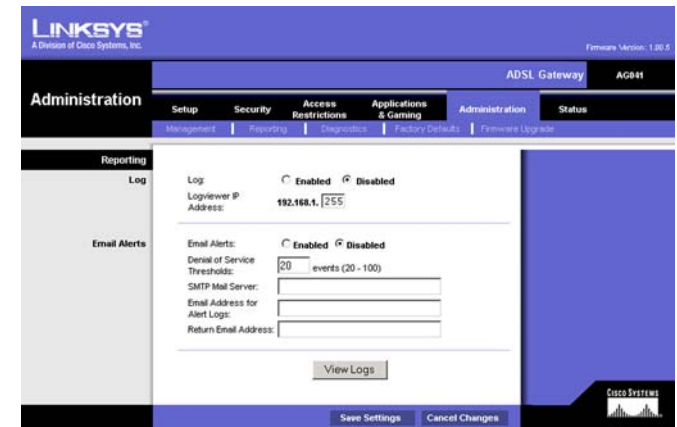 LINKSYS®
A Division of Cisco Systems, Inc.
Firmware Version: 1.00.5
ADSL Gateway AG041
Administration
Setup Security Access Restrictions Applications & Gaming Administration Status
Management | Reporting | Diagnostics | Factory Defaults | Firmware Upgrade
Reporting
Log
Log: Enabled Disabled
Logviewer IP Address: 192.168.1. 255
Email Alerts
Email Alerts: Enabled Disabled
Denial of Service Thresholds: 20 events (20 - 100)
SMTP Mail Server:
Email Address for Alert Logs:
Return Email Address:
View Logs
Save Settings Cancel Changes
CISCO SYSTEMS